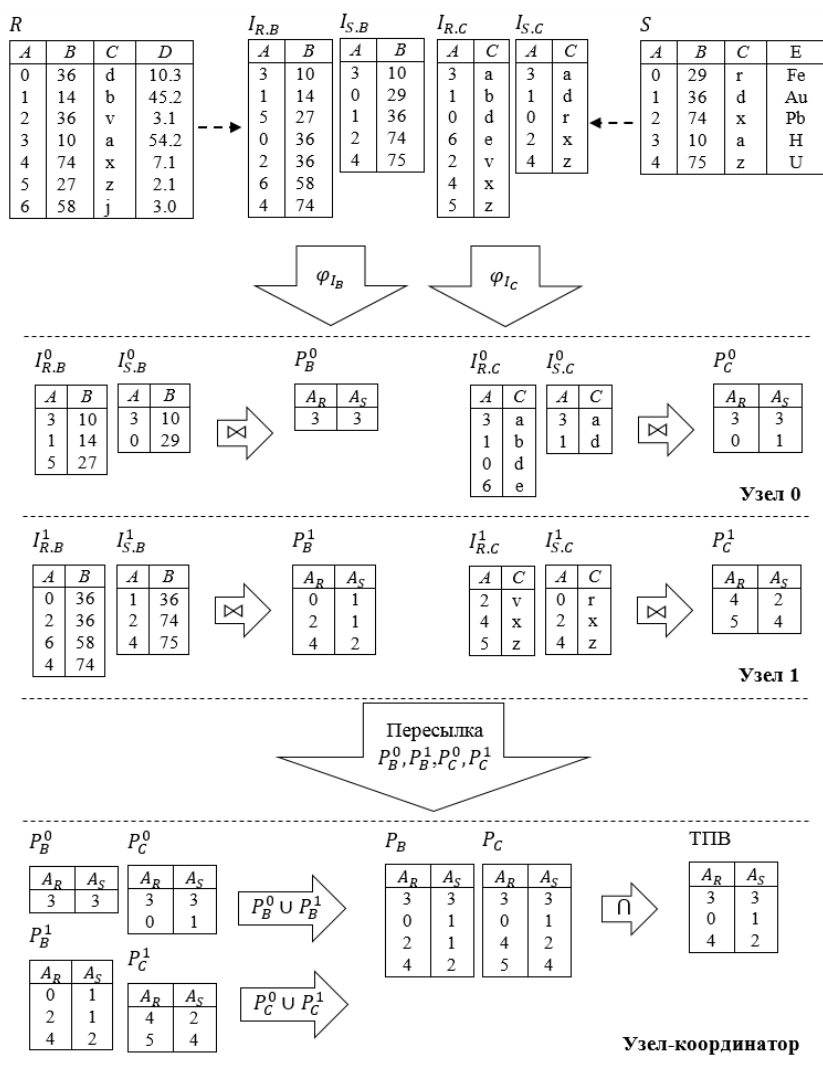 R I_{R.B} I_{S.B} I_{R.C} I_{S.C} S
A B C D A B A B A C A C A B C E
0 36 d 10.3 3 10 3 10 3 a 3 a 0 29 r Fe
1 14 b 45.2 1 14 0 29 1 b 1 d 1 36 d Au
2 36 v 3.1 5 27 1 36 0 d 0 r 2 74 x Pb
3 10 a 54.2 0 36 2 74 6 e 2 x 3 10 a H
4 74 x 7.1 2 36 4 75 2 v 4 z 4 75 z U
5 27 z 2.1 6 58 4 x
6 58 j 3.0 4 74 5 z
φ_{I_B} φ_{I_C}
I^0_{R.B} I^0_{S.B} P^0_B I^0_{R.C} I^0_{S.C} P^0_C
A B A B A_R A_S A C A C A_R A_S
3 10 3 10 3 3 3 a 3 a 3 3
1 14 0 29 ⋈ 1 b 1 d ⋈ 0 1
5 27 0 d
6 e
Узел 0
I^1_{R.B} I^1_{S.B} P^1_B I^1_{R.C} I^1_{S.C} P^1_C
A B A B A_R A_S A C A C A_R A_S
0 36 1 36 0 1 2 v 0 r 4 2
2 36 2 74 ⋈ 2 1 4 x 2 x ⋈ 5 4
6 58 4 75 4 2 5 z 4 z
4 74
Узел 1
Пересылка
P^0_B, P^1_B, P^0_C, P^1_C
P^0_B P^0_C P_B P_C ТПВ
A_R A_S A_R A_S A_R A_S A_R A_S A_R A_S
3 3 3 3 3 3 3 3 3 3
0 1 P^0_B ∪ P^1_B 0 1 0 1 ∩ 0 1
P^1_B P^1_C 2 1 4 2 4 2
A_R A_S A_R A_S 4 2 5 4
0 1 4 2 P^0_C ∪ P^1_C
2 1 5 4
4 2
Узел-координатор